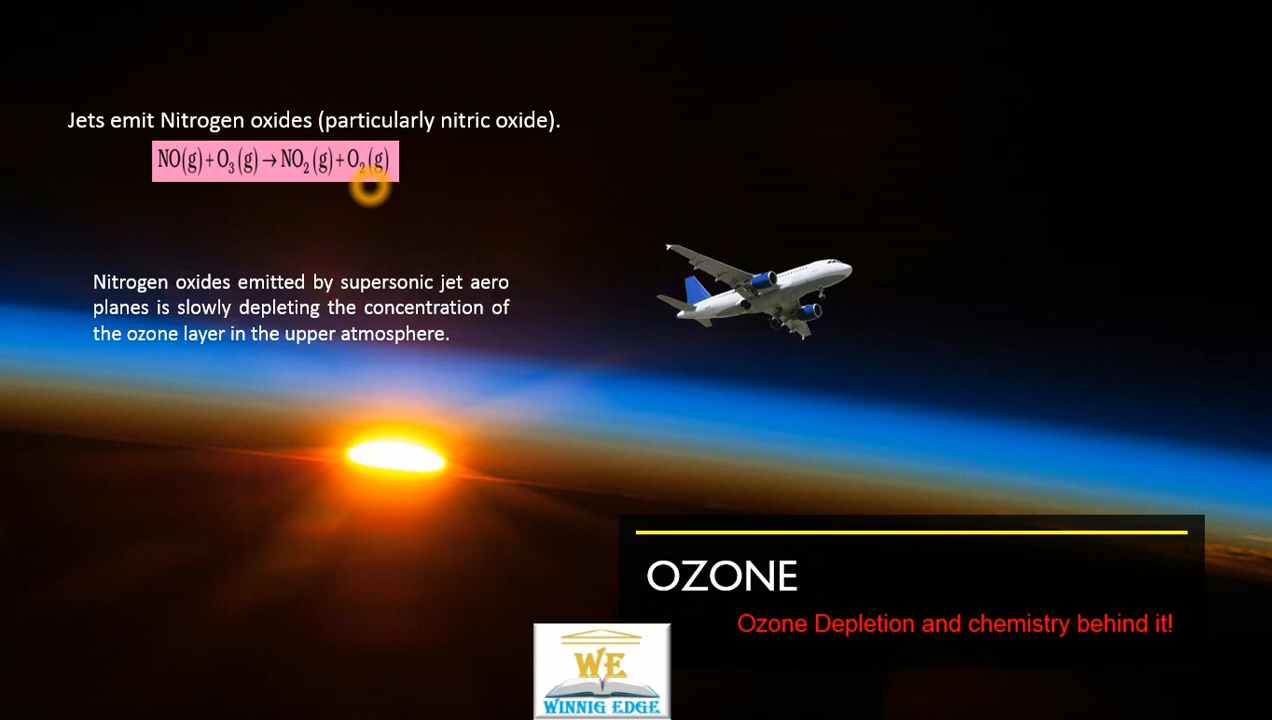 Jets emit Nitrogen oxides (particularly nitric oxide).
NO(g)+O₃(g)→NO₂(g)+O₂(g)
Nitrogen oxides emitted by supersonic jet aero
planes is slowly depleting the concentration of
the ozone layer in the upper atmosphere.
OZONE
Ozone Depletion and chemistry behind it!
WE
WINNIG EDGE